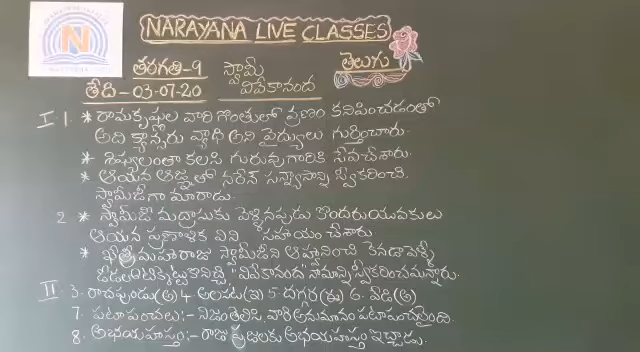 NARAYANA LIVE CLASSES
N
తరగతి-9 స్వామి తెలుగు
తేది-03-07-20 వివేకానంద
I 1. * రామకృష్ణుల వారి గొంతులో వ్రణం కనిపించడంతో
అది క్యాన్సరు వ్యాధి అని వైద్యులు గుర్తించారు.
* శిష్యులంతా కలసి గురువుగారికి సేవచేశారు.
* ఆయన ఆజ్ఞతో నరేన్ సన్యాసాన్ని స్వీకరించి
స్వామీజీగా మారాడు.
2 * స్వామీజీ మద్రాసుకు వెళ్ళినపుడు కొందరుయువకులు
ఆయన ప్రణాళిక విని సహాయం చేశారు
* మహారాజు స్వామీజీని ఆహ్వానించి
"వివేకానంద" నామాన్ని స్వీకరించమన్నారు.
II 3. రాచపుండు(అ) 4 5 దగ్గర(ఈ) 6.
7. పటాపంచలు:- నిజంతెలిసి వారి అనుమానం పటాపంచలైంది.
8. అభయహస్తం:- రాజు ప్రజలకు అభయహస్తం ఇచ్చాడు.